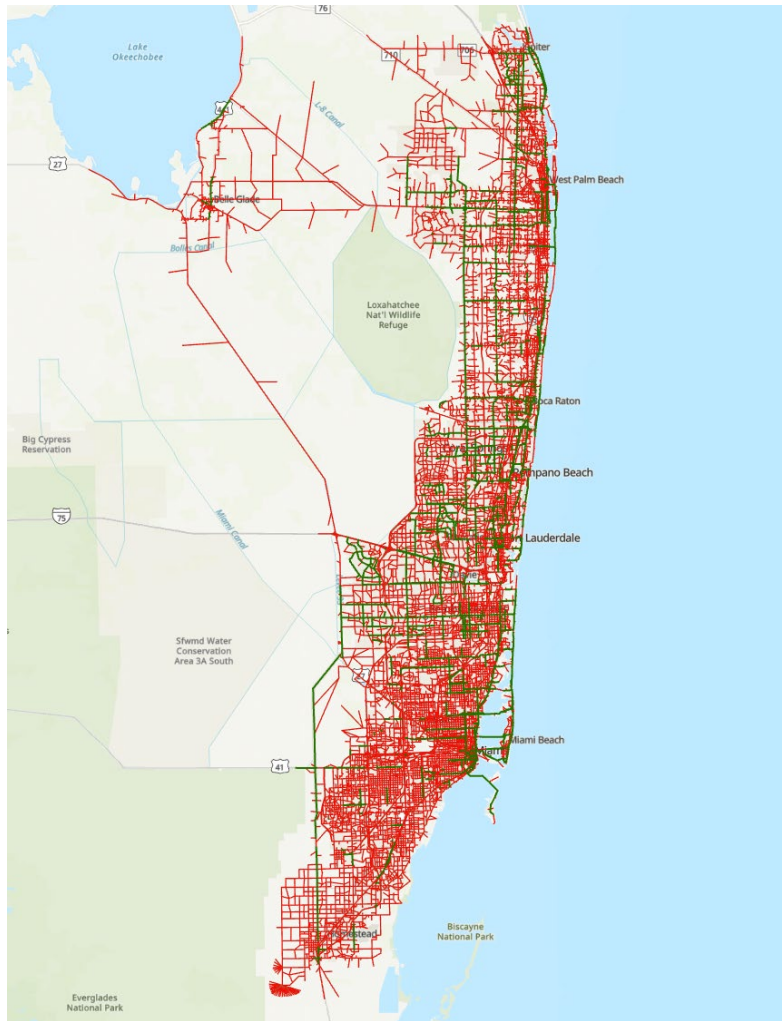 76
Lake
Okeechobee
710
706
L-8 Canal
27
West Palm Beach
Belle Glade
Bolles Canal
Loxahatchee
Nat'l Wildlife
Refuge
Boca Raton
Big Cypress
Reservation
Pompano Beach
75
Miami Canal
Lauderdale
Sfwmd Water
Conservation
Area 3A South
27
Miami Beach
Miami
41
Homestead
Biscayne
National Park
Everglades
National Park